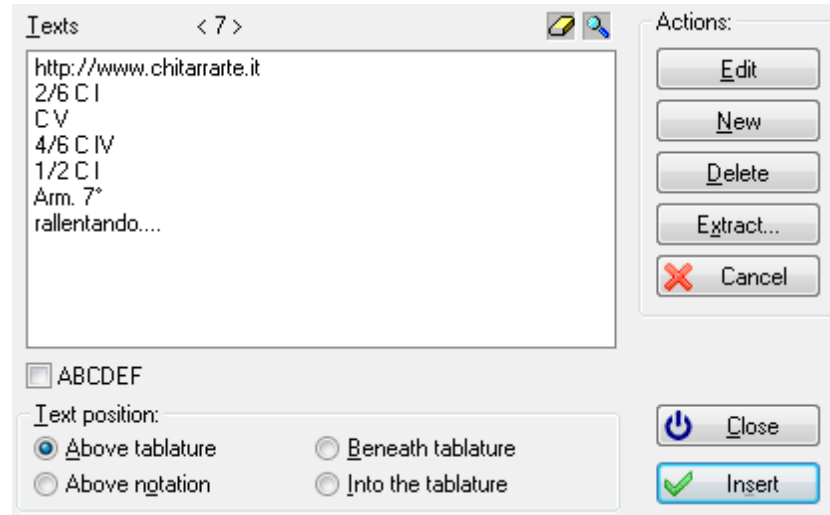 Texts < 7 >
http://www.chitarrarte.it
2/6 C I
C V
4/6 C IV
1/2 C I
Arm. 7°
rallentando....
ABCDEF
Text position:
Above tablature
Beneath tablature
Above notation
Into the tablature
Actions:
Edit
New
Delete
Extract...
Cancel
Close
Insert